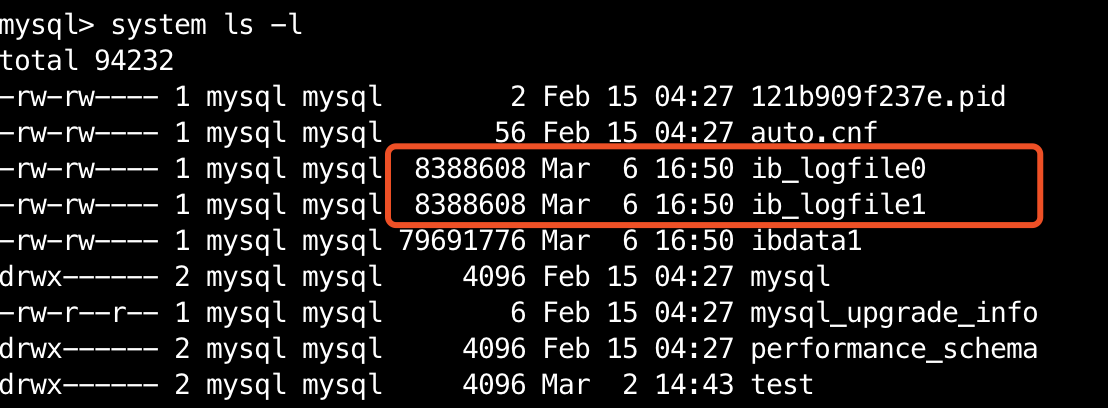 mysql> system ls -l
total 94232
-rw-rw---- 1 mysql mysql        2 Feb 15 04:27 121b909f237e.pid
-rw-rw---- 1 mysql mysql       56 Feb 15 04:27 auto.cnf
-rw-rw---- 1 mysql mysql  8388608 Mar  6 16:50 ib_logfile0
-rw-rw---- 1 mysql mysql  8388608 Mar  6 16:50 ib_logfile1
-rw-rw---- 1 mysql mysql 79691776 Mar  6 16:50 ibdata1
drwx------ 2 mysql mysql     4096 Feb 15 04:27 mysql
-rw-r--r-- 1 mysql mysql        6 Feb 15 04:27 mysql_upgrade_info
drwx------ 2 mysql mysql     4096 Feb 15 04:27 performance_schema
drwx------ 2 mysql mysql     4096 Mar  2 14:43 test